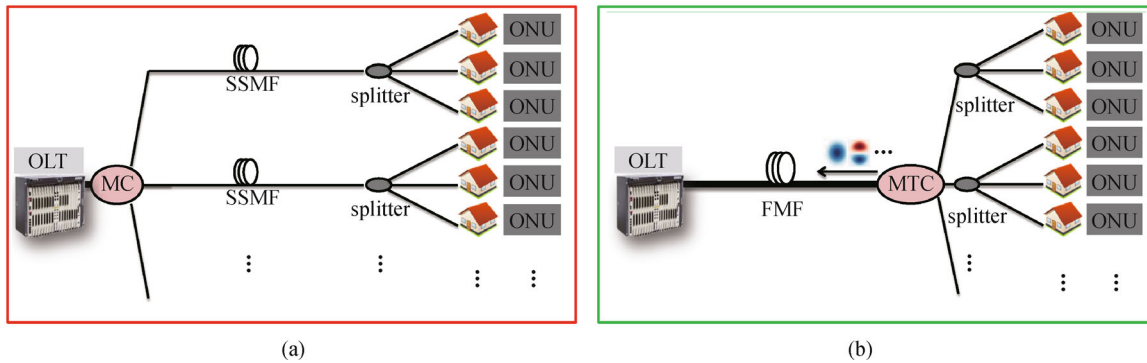 OLT
MC
SSMF
splitter
ONU
ONU
ONU
SSMF
splitter
ONU
ONU
ONU
(a)
OLT
FMF
MTC
splitter
ONU
ONU
ONU
splitter
ONU
ONU
ONU
(b)